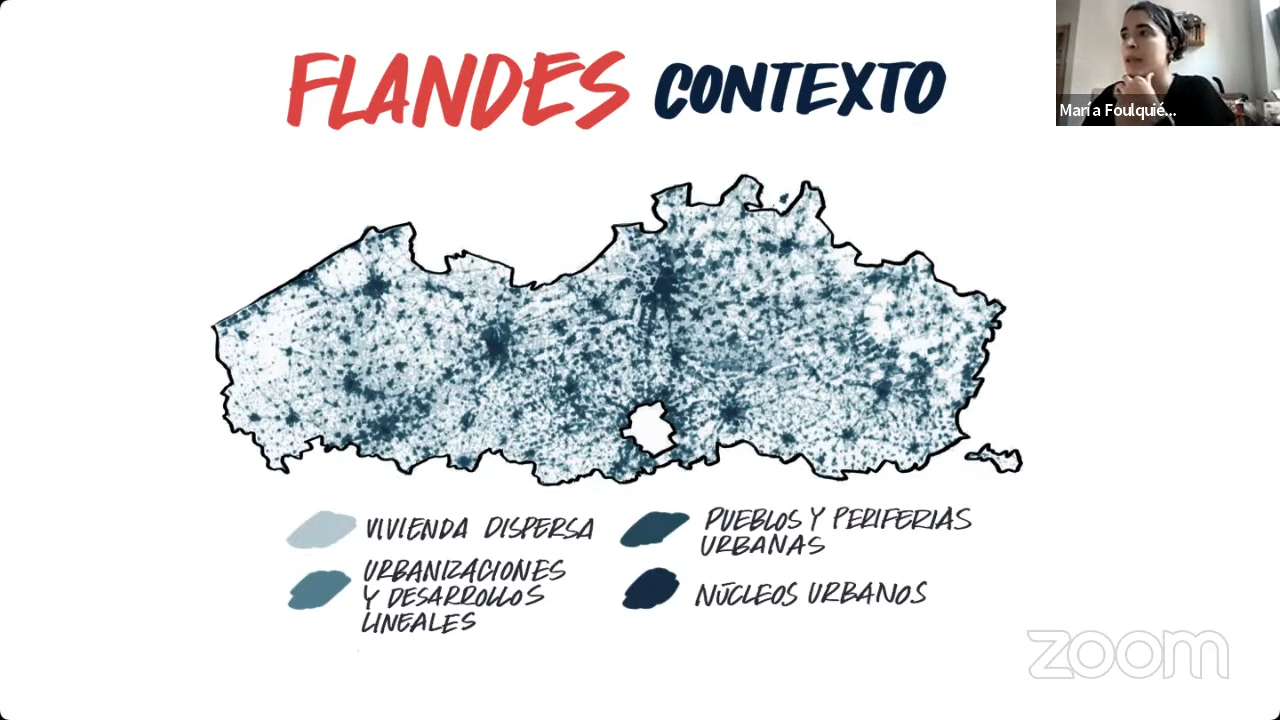 FLANDES CONTEXTO
María Foulquié...
VIVIENDA DISPERSA
URBANIZACIONES
Y DESARROLLOS
LINEALES
PUEBLOS Y PERIFERIAS
URBANAS
NÚCLEOS URBANOS
zoom